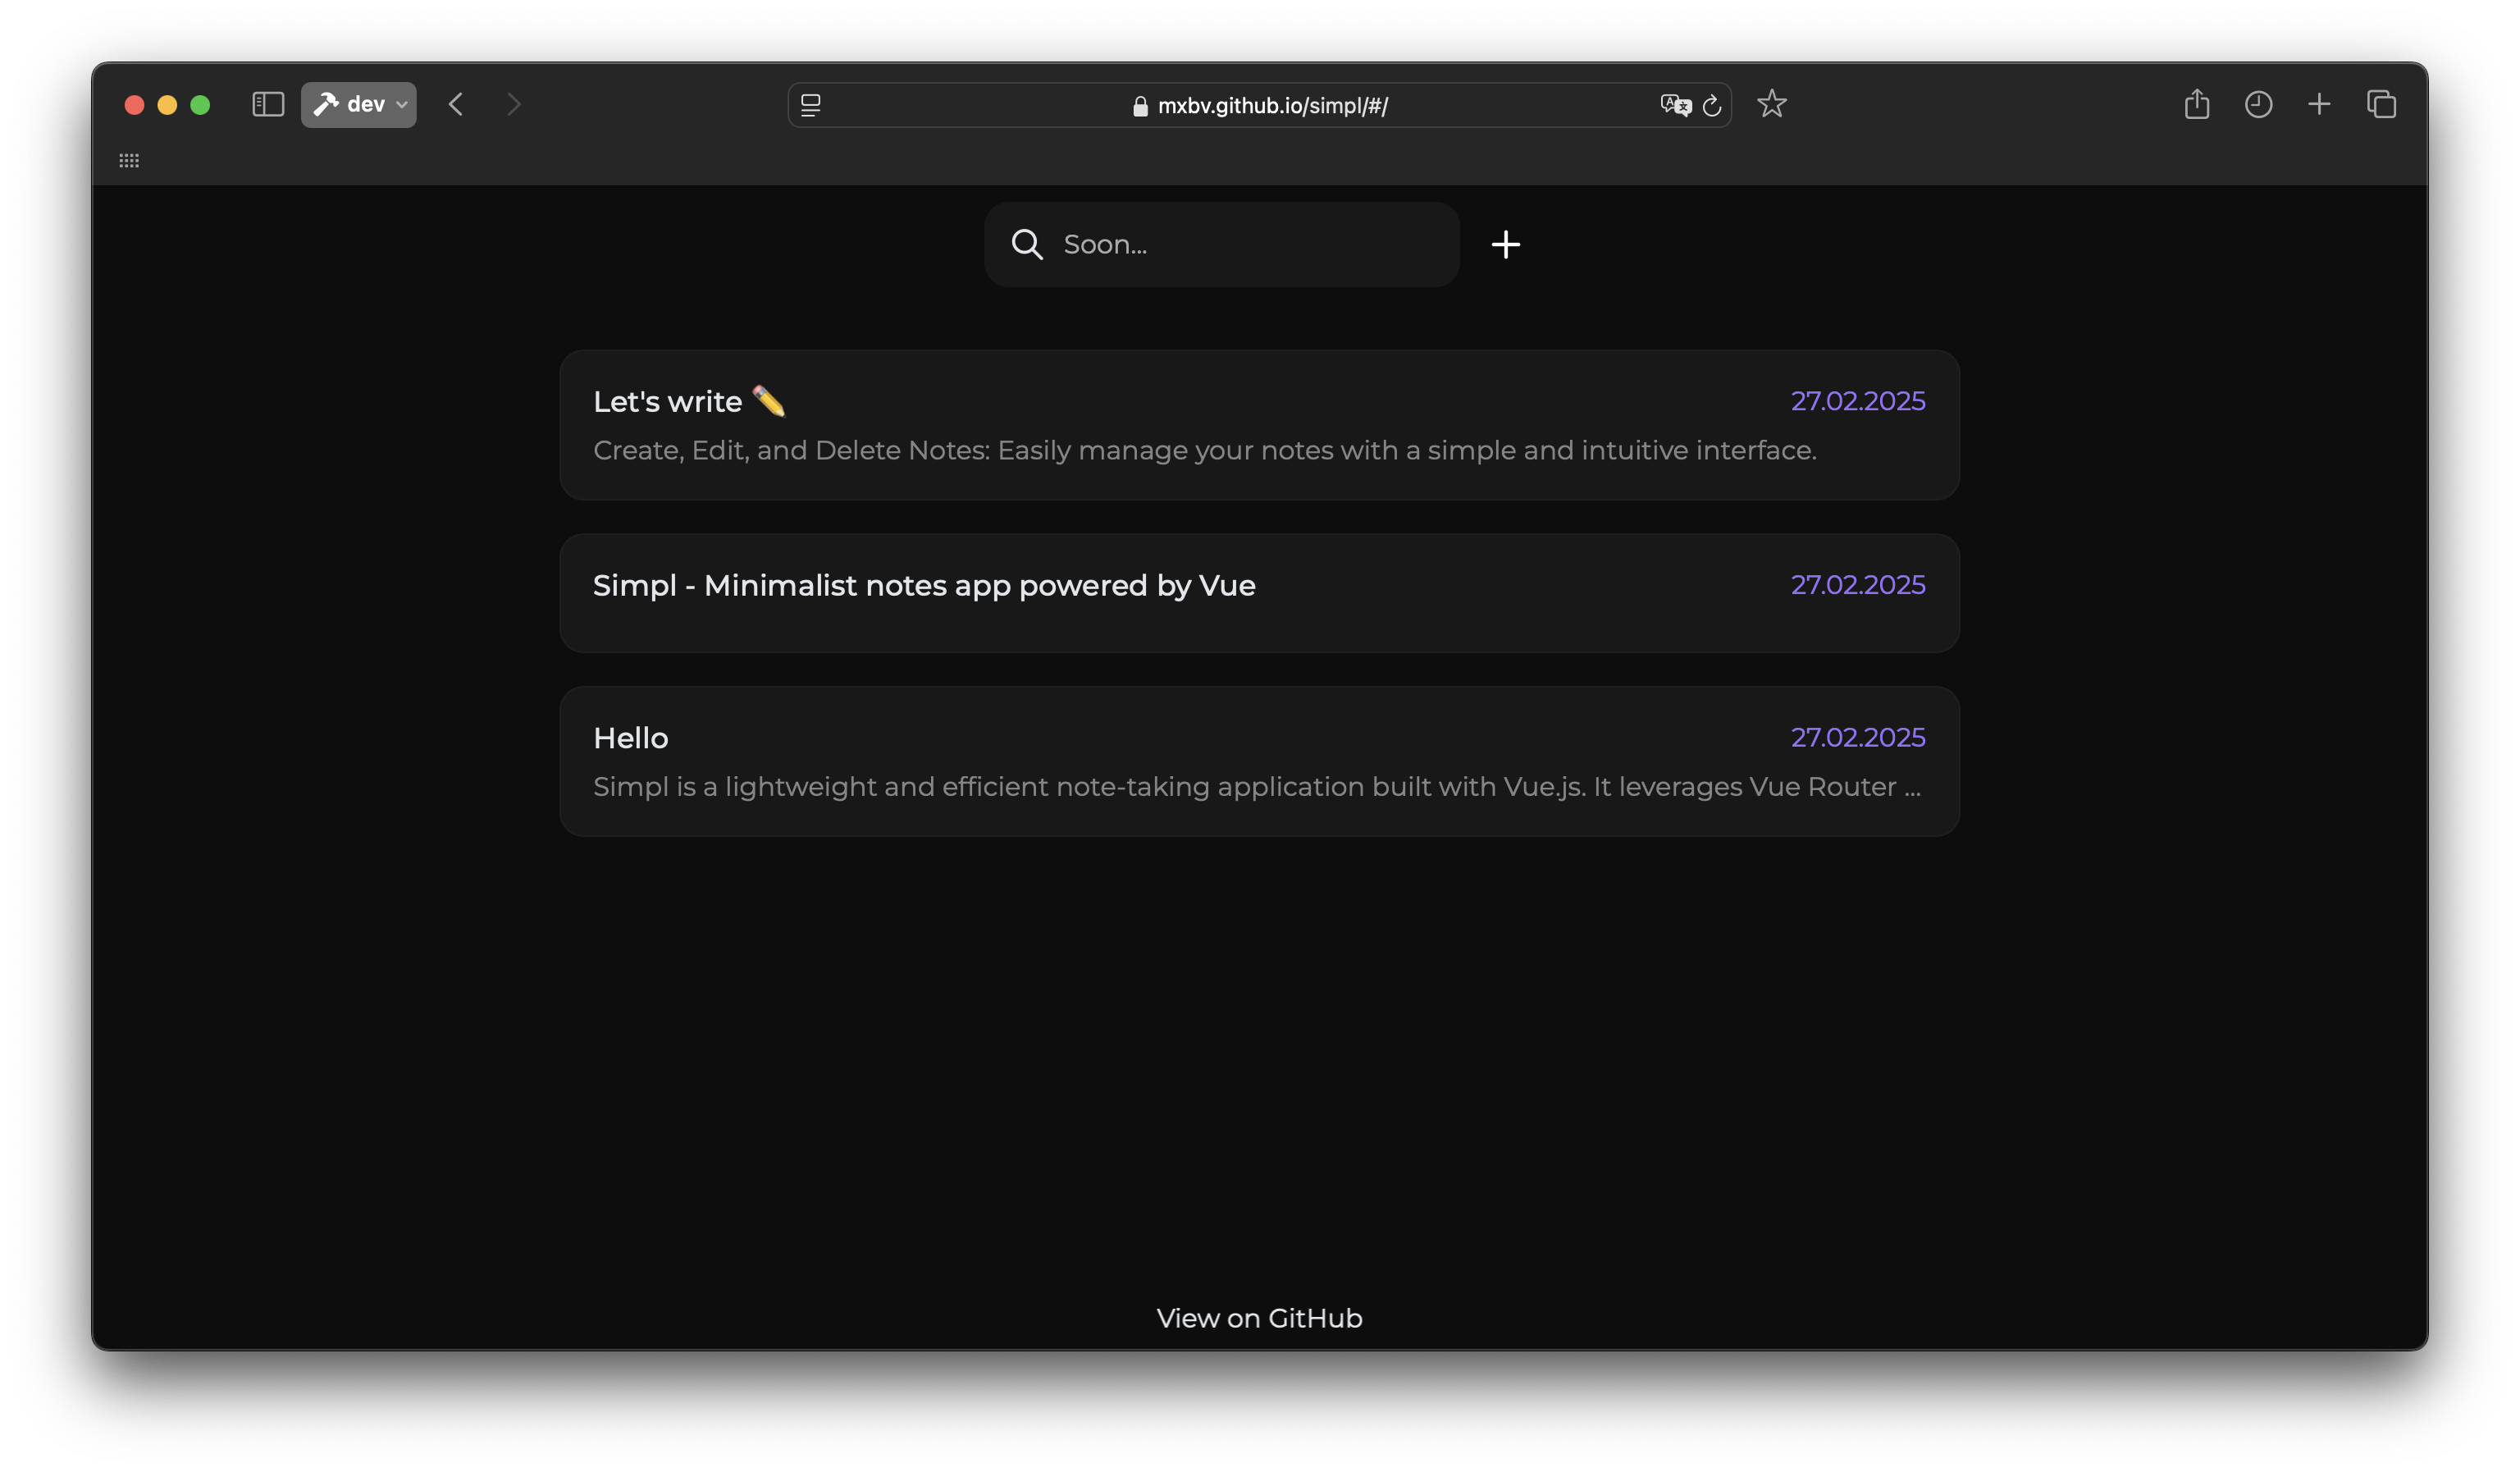 dev
mxbv.github.io/simpl/#/
Soon...
Let's write ✏️
27.02.2025
Create, Edit, and Delete Notes: Easily manage your notes with a simple and intuitive interface.
Simpl - Minimalist notes app powered by Vue
27.02.2025
Hello
27.02.2025
Simpl is a lightweight and efficient note-taking application built with Vue.js. It leverages Vue Router ...
View on GitHub